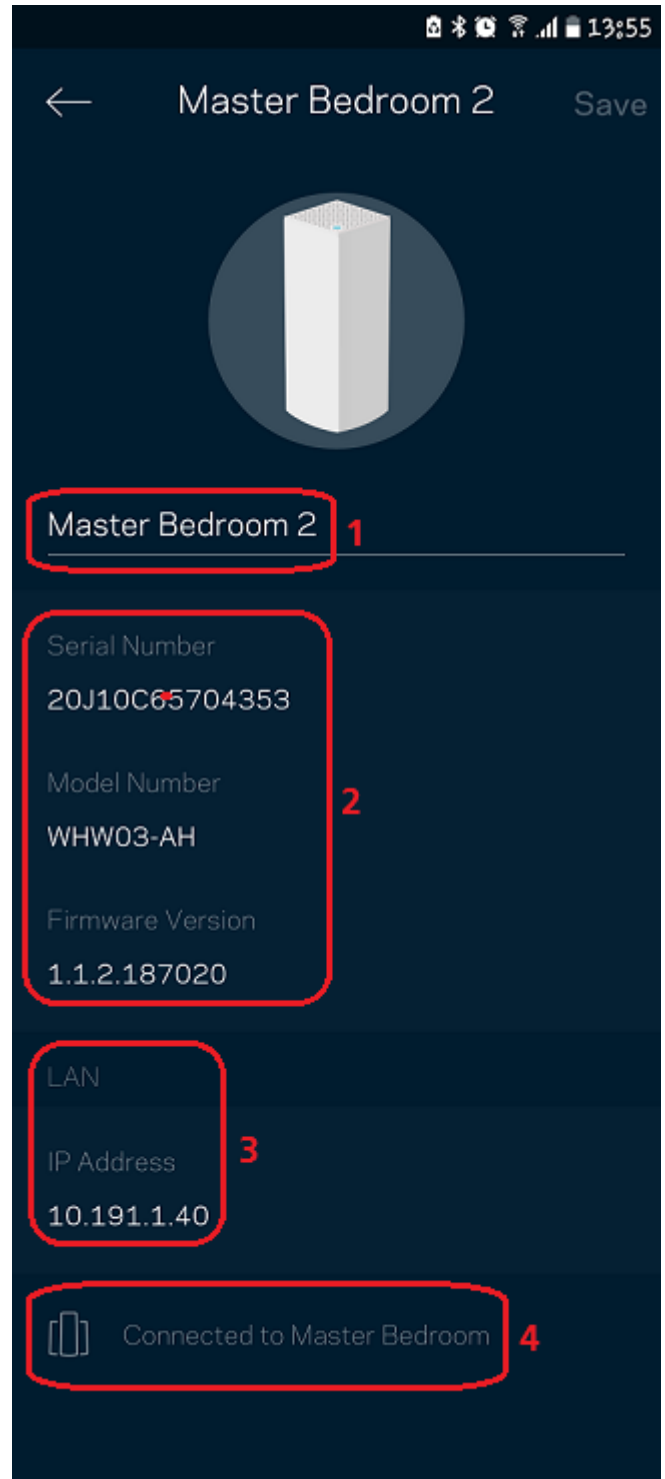 13:55
Master Bedroom 2 Save
Master Bedroom 2 1
Serial Number
20J10C65704353
Model Number
2
WHW03-AH
Firmware Version
1.1.2.187020
LAN
IP Address 3
10.191.1.40
Connected to Master Bedroom 4